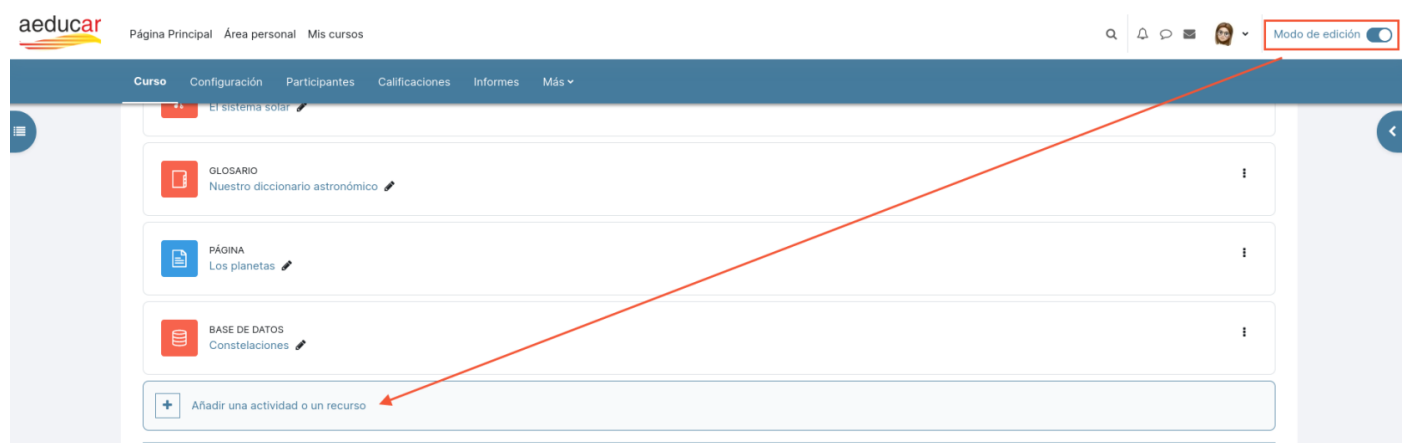 aeducar
Página Principal Área personal Mis cursos
Modo de edición
Curso Configuración Participantes Calificaciones Informes Más
El sistema solar
GLOSARIO
Nuestro diccionario astronómico
PÁGINA
Los planetas
BASE DE DATOS
Constelaciones
Añadir una actividad o un recurso